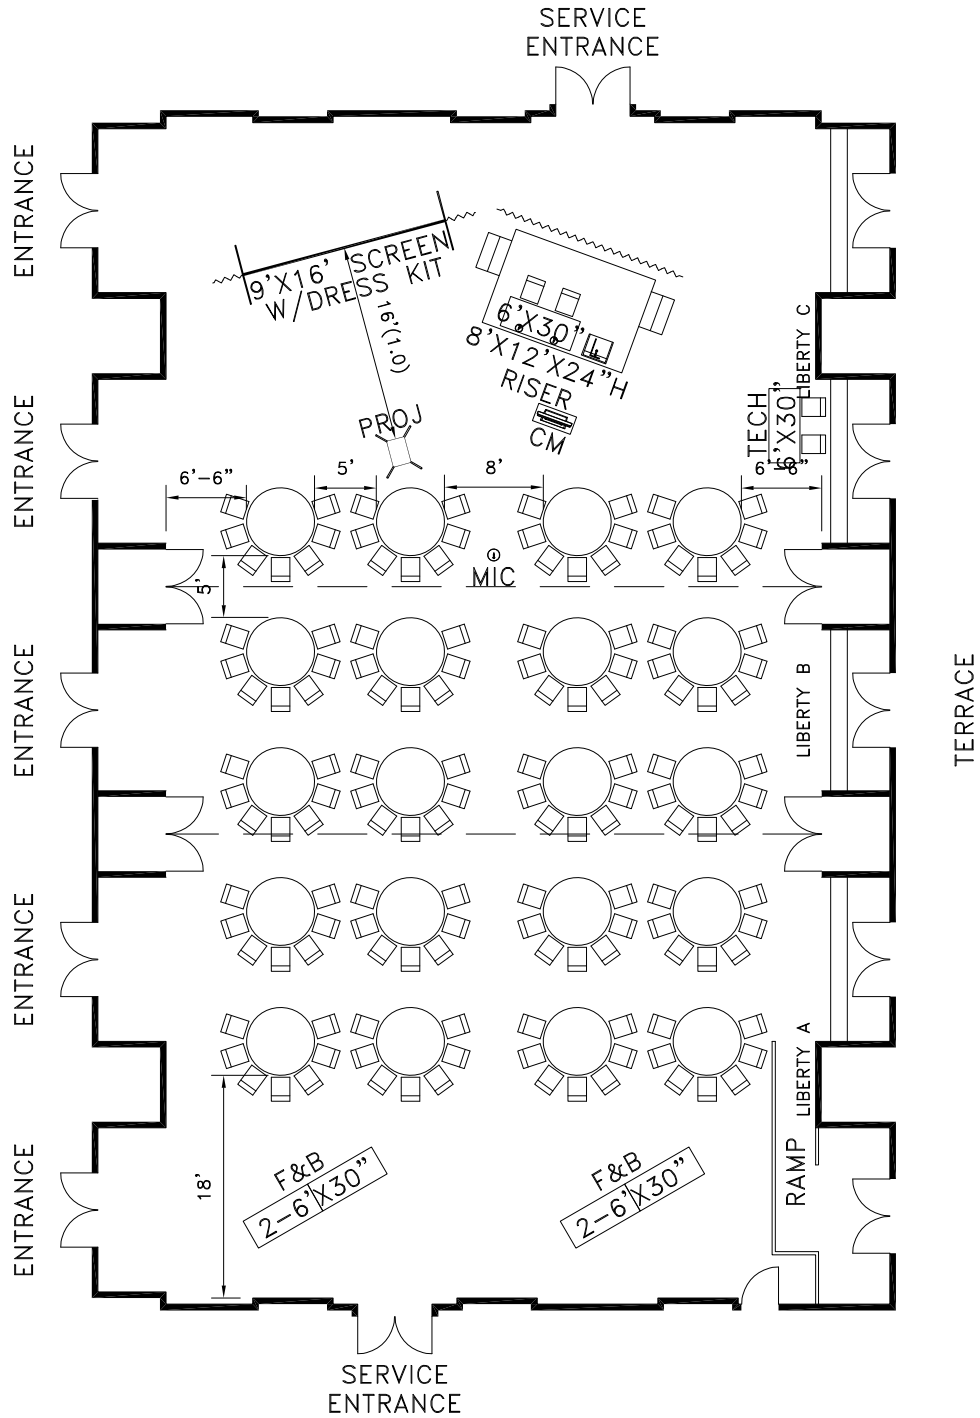 SERVICE
ENTRANCE
ENTRANCE
9'X16' SCREEN
W/DRESS KIT
16'(1.0)
6'X30"
8'X12'X24"H
RISER
LIBERTY C
PROJ
CM
TECH
6'X30"
ENTRANCE
6'-6"
5'
8'
6'-6"
MIC
5'
ENTRANCE
LIBERTY B
TERRACE
ENTRANCE
LIBERTY A
ENTRANCE
18'
F&B
2-6'X30"
F&B
2-6'X30"
RAMP
SERVICE
ENTRANCE